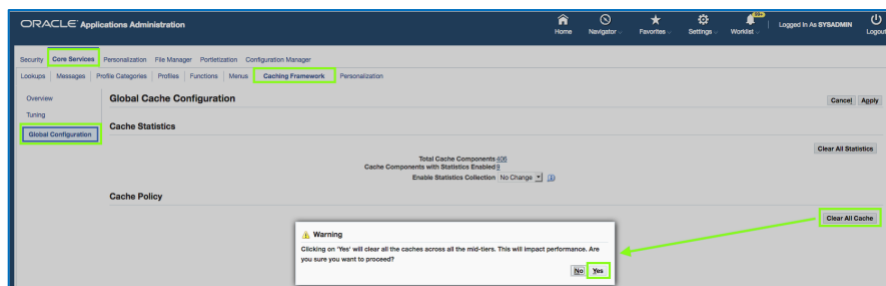 ORACLE Applications Administration
Home Navigator Favorites Settings Worklist Logged In As SYSADMIN Logout
Security Core Services Personalization File Manager Portletization Configuration Manager
Lookups Messages Profile Categories Profiles Functions Menus Caching Framework Personalization
Overview
Tuning
Global Configuration
Global Cache Configuration
Cancel Apply
Cache Statistics
Clear All Statistics
Total Cache Components 406
Cache Components with Statistics Enabled
Enable Statistics Collection No Change
Cache Policy
Clear All Cache
Warning
Clicking on 'Yes' will clear all the caches across all the mid-tiers. This will impact performance. Are
you sure you want to proceed?
No Yes